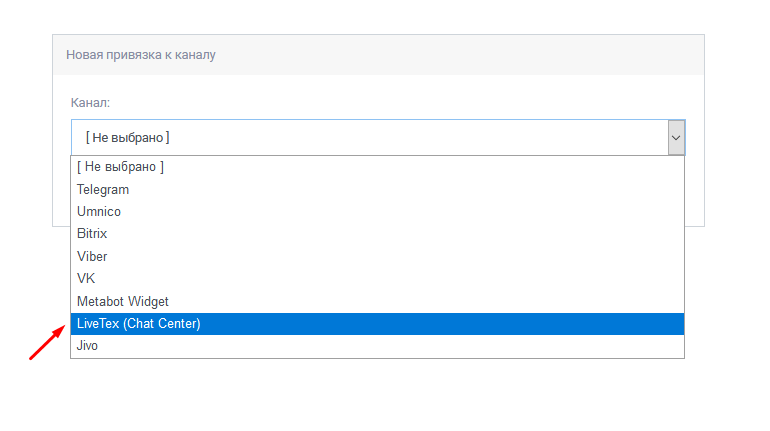 Новая привязка к каналу
Канал:
[ Не выбрано ]
[ Не выбрано ]
Telegram
Umnico
Bitrix
Viber
VK
Metabot Widget
LiveTex (Chat Center)
Jivo